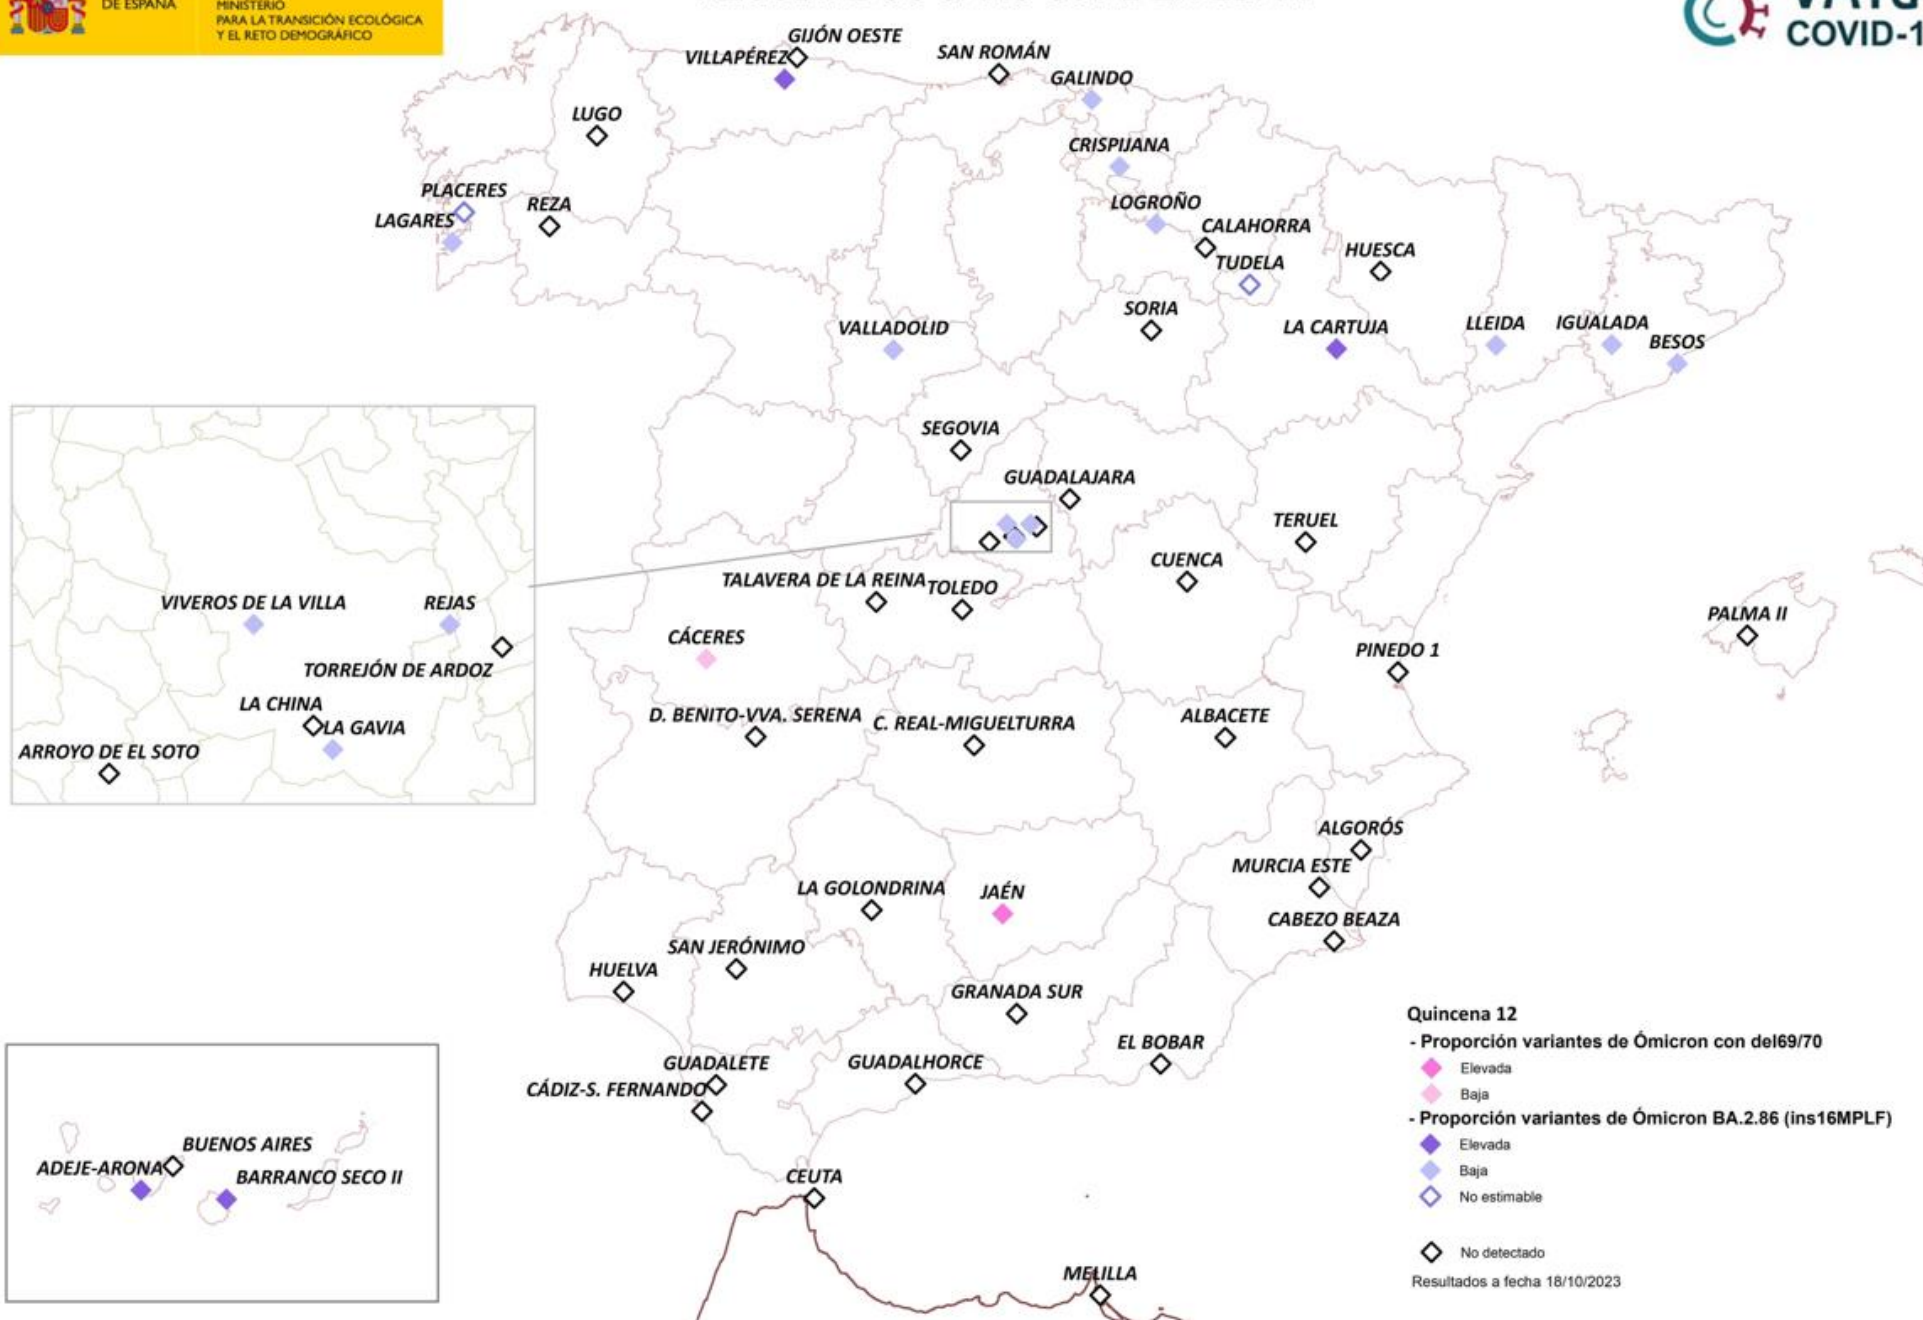 DE ESPAÑA
MINISTERIO
PARA LA TRANSICIÓN ECOLÓGICA
Y EL RETO DEMOGRÁFICO
COVID-1
GIJÓN OESTE
VILLAPÉREZ
SAN ROMÁN
GALINDO
LUGO
CRISPIJANA
PLACERES
REZA
LAGARES
LOGROÑO
CALAHORRA
TUDELA
HUESCA
SORIA
VALLADOLID
LA CARTUJA
LLEIDA
IGUALADA
BESOS
SEGOVIA
GUADALAJARA
TERUEL
CUENCA
TALAVERA DE LA REINA
TOLEDO
VIVEROS DE LA VILLA
REJAS
TORREJÓN DE ARDOZ
LA CHINA
LA GAVIA
ARROYO DE EL SOTO
CÁCERES
PALMA II
PINEDO 1
D. BENITO-VVA. SERENA
C. REAL-MIGUELTURRA
ALBACETE
ALGORÓS
MURCIA ESTE
CABEZO BEAZA
LA GOLONDRINA
JAÉN
SAN JERÓNIMO
HUELVA
GRANADA SUR
EL BOBAR
GUADALETE
GUADALHORCE
CÁDIZ-S. FERNANDO
BUENOS AIRES
ADEJE-ARONA
BARRANCO SECO II
CEUTA
MELILLA
Quincena 12
- Proporción variantes de Ómicron con del69/70
Elevada
Baja
- Proporción variantes de Ómicron BA.2.86 (ins16MPLF)
Elevada
Baja
No estimable
No detectado
Resultados a fecha 18/10/2023